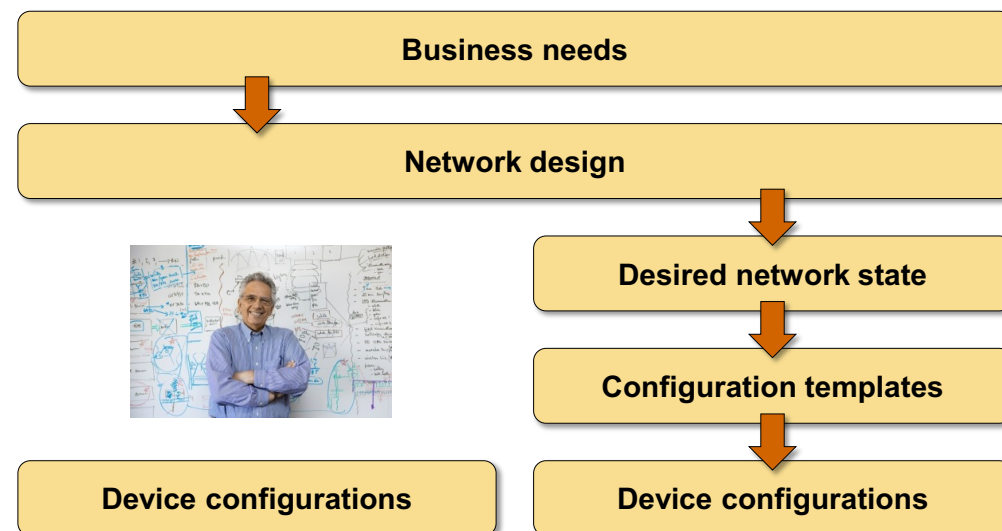 Business needs
Network design
Desired network state
Configuration templates
Device configurations
Device configurations